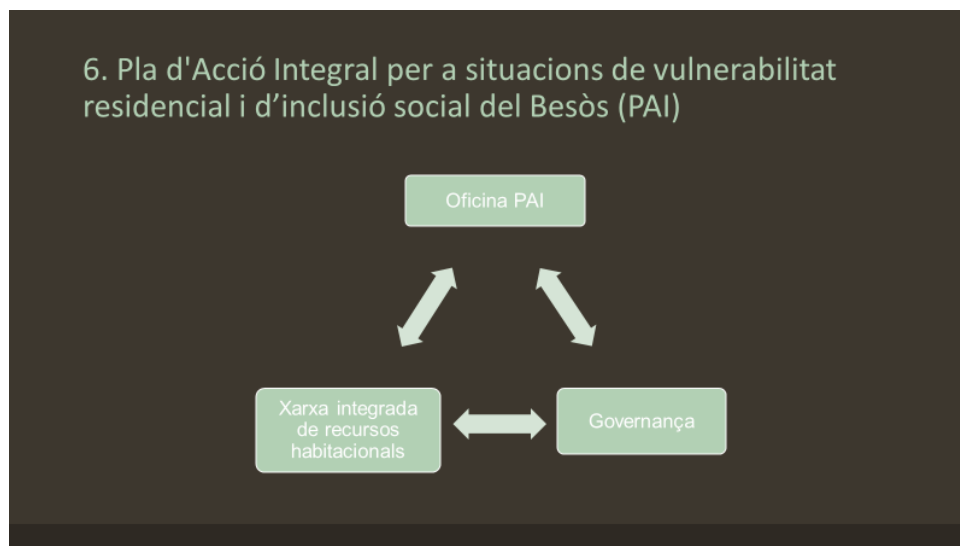 6. Pla d'Acció Integral per a situacions de vulnerabilitat
residencial i d’inclusió social del Besòs (PAI)
Oficina PAI
Xarxa integrada
de recursos
habitacionals
Governança